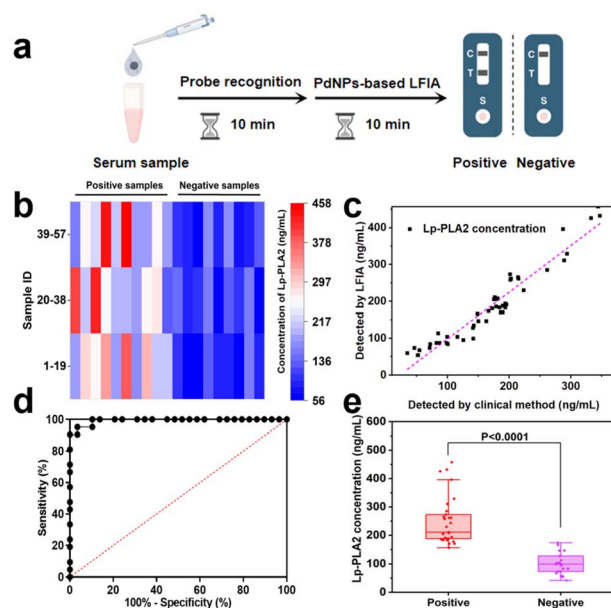 a
Probe recognition
PdNPs-based LFIA
10 min
10 min
Serum sample
C
T
S
C
T
S
Positive
Negative
b
Positive samples
Negative samples
39-57
20-38
1-19
Sample ID
458
378
297
217
136
56
Concentration of Lp-PLA2 (ng/mL)
c
Lp-PLA2 concentration
400
300
200
100
0
100
200
300
Detected by LFIA (ng/mL)
Detected by clinical method (ng/mL)
d
100
80
60
40
20
0
0
20
40
60
80
100
Sensitivity (%)
100% - Specificity (%)
e
P<0.0001
600
500
400
300
200
100
0
Lp-PLA2 concentration (ng/mL)
Positive
Negative